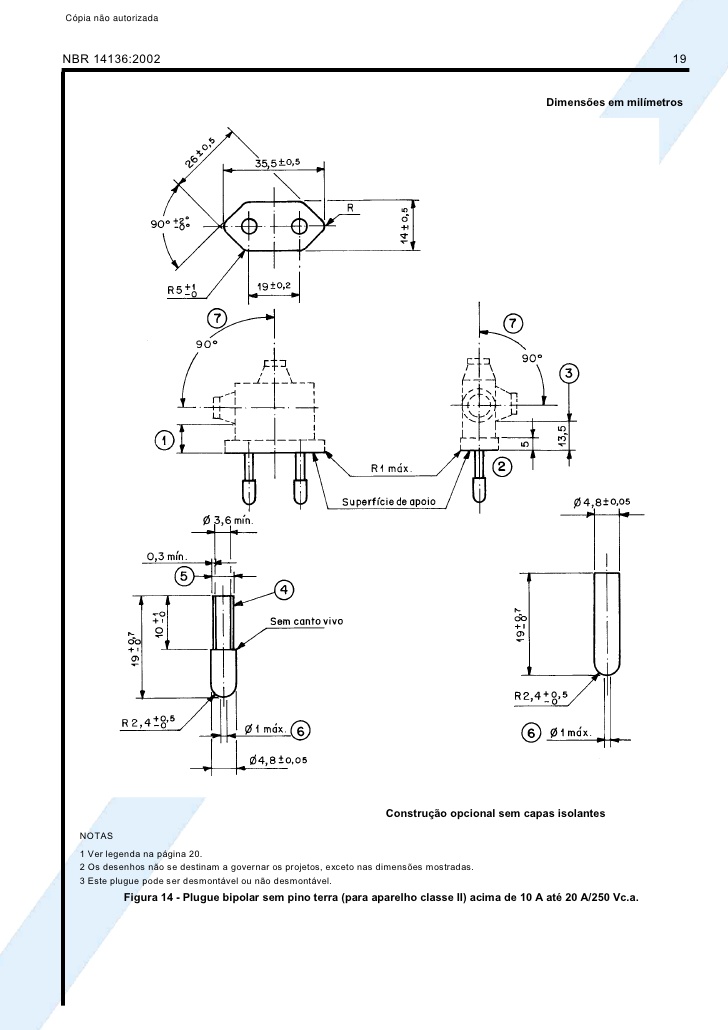 Cópia não autorizada
NBR 14136:2002 19
Dimensões em milímetros
26±0,5
35,5±0,5
90° +2° -0°
R
14±0,5
R5 +1 -0
19±0,2
7
90°
7
90°
3
1
5
13,5
R1 máx.
2
Superfície de apoio
Ø 3,6 mín.
Ø4,8±0,05
0,3 mín.
5
4
10 +1 -0
19 +0,7 -0
Sem canto vivo
19 +0,7 -0
R2,4 +0,5 -0
R2,4 +0,5 -0
Ø1 máx. 6
6 Ø1máx.
Ø4,8±0,05
Construção opcional sem capas isolantes
NOTAS
1 Ver legenda na página 20.
2 Os desenhos não se destinam a governar os projetos, exceto nas dimensões mostradas.
3 Este plugue pode ser desmontável ou não desmontável.
Figura 14 - Plugue bipolar sem pino terra (para aparelho classe II) acima de 10 A até 20 A/250 Vc.a.